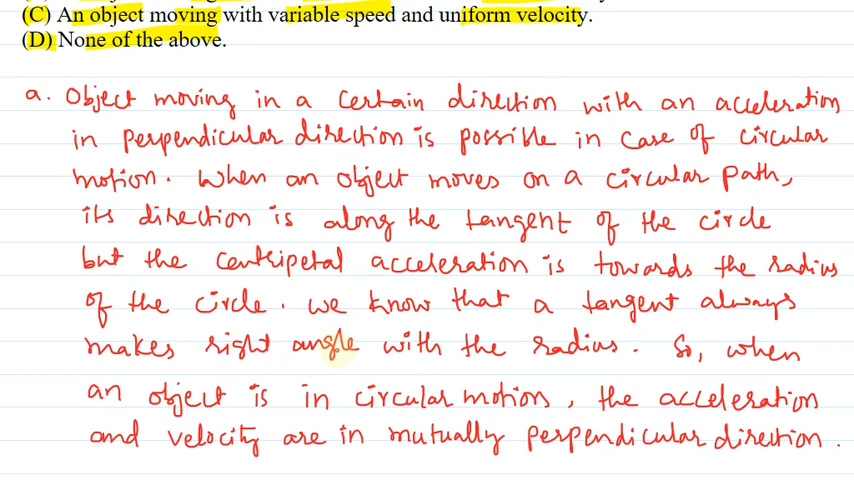 (C) An object moving with variable speed and uniform velocity.
(D) None of the above.
a. Object moving in a certain direction with an acceleration
in perpendicular direction is possible in case of circular
motion. When an object moves on a circular path,
its direction is along the tangent of the circle
but the centripetal acceleration is towards the radius
of the circle. We know that a tangent always
makes right angle with the radius. So, when
an object is in circular motion, the acceleration
and velocity are in mutually perpendicular direction.